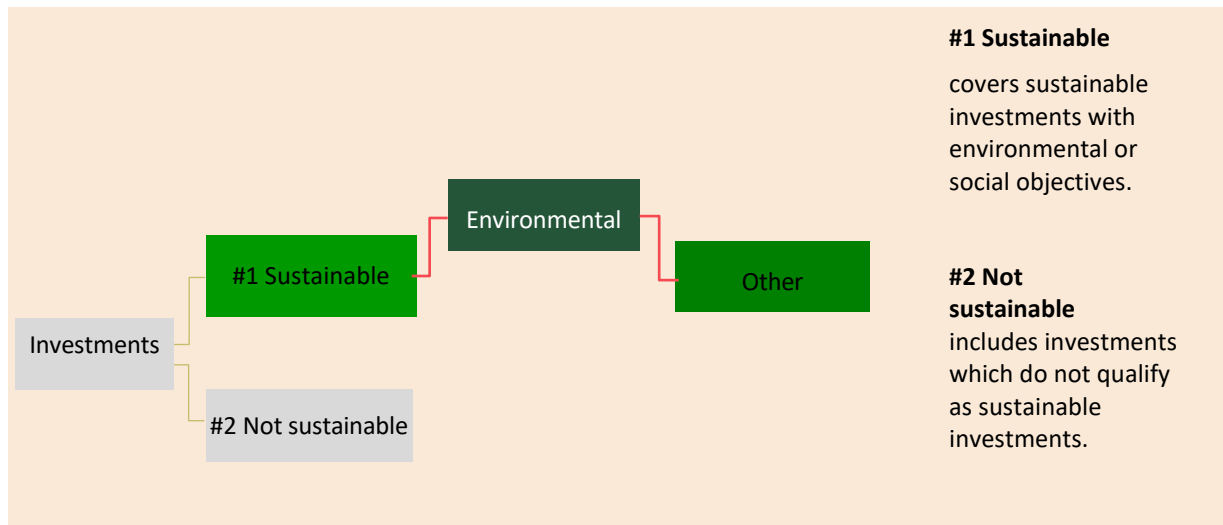 Investments
#1 Sustainable
#2 Not sustainable
Environmental
Other
#1 Sustainable
covers sustainable
investments with
environmental or
social objectives.
#2 Not
sustainable
includes investments
which do not qualify
as sustainable
investments.